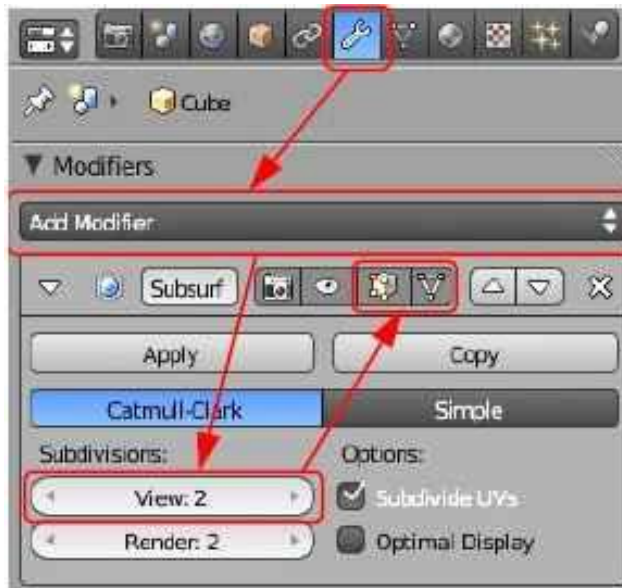 Cube
Modifiers
Add Modifier
Subsurf
Apply Copy
Catmull-Clark Simple
Subdivisions: Options:
View: 2 Subdivide UVs
Render: 2 Optimal Display